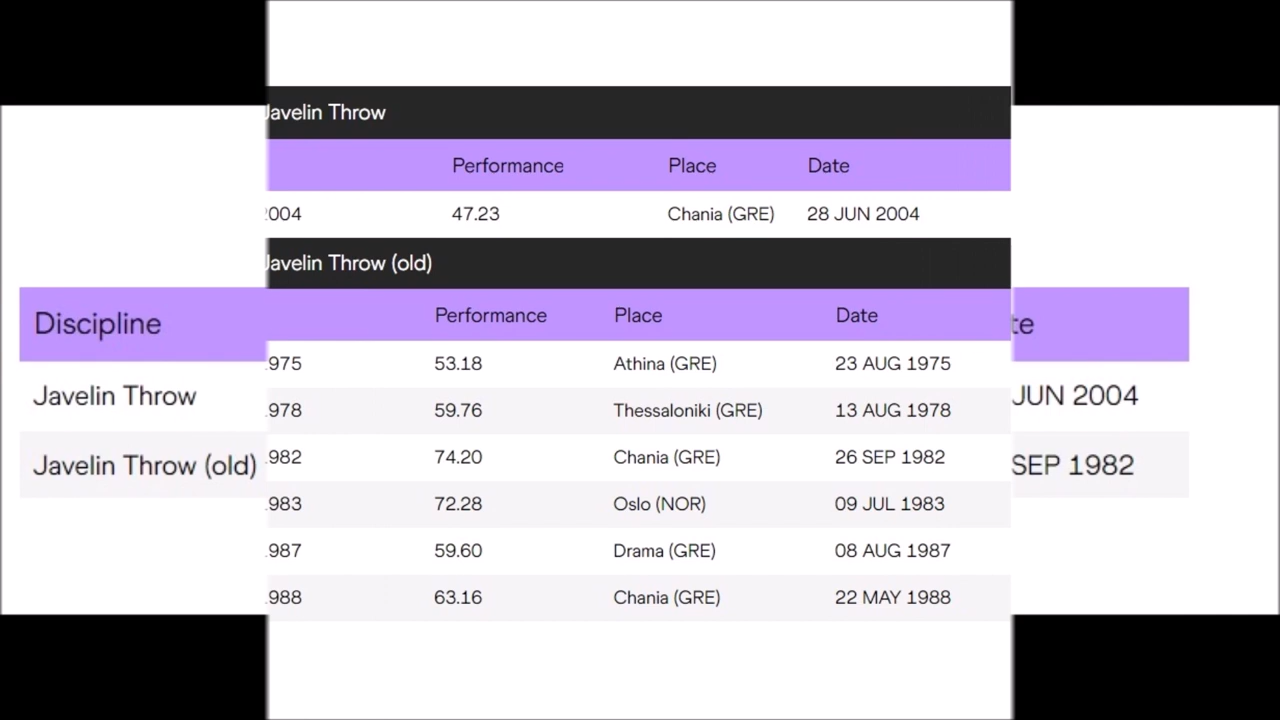 Javelin Throw
Performance Place Date
2004 47.23 Chania (GRE) 28 JUN 2004
Javelin Throw (old)
Performance Place Date
975 53.18 Athina (GRE) 23 AUG 1975
978 59.76 Thessaloniki (GRE) 13 AUG 1978
982 74.20 Chania (GRE) 26 SEP 1982
983 72.28 Oslo (NOR) 09 JUL 1983
987 59.60 Drama (GRE) 08 AUG 1987
988 63.16 Chania (GRE) 22 MAY 1988
Discipline te
Javelin Throw JUN 2004
Javelin Throw (old) SEP 1982